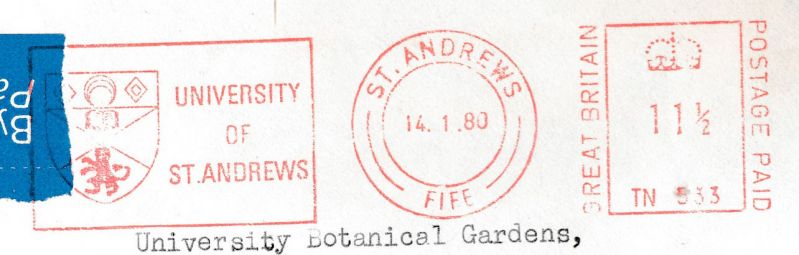 UNIVERSITY
OF
ST.ANDREWS
ST. ANDREWS
14.1.80
FIFE
GREAT BRITAIN
11½
TN
POSTAGE PAID
University Botanical Gardens,